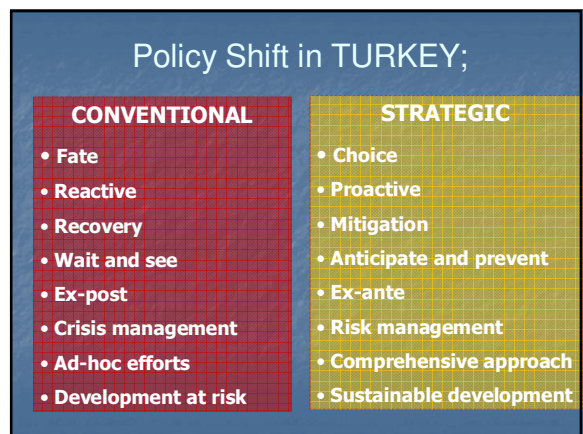 Policy Shift in TURKEY;
CONVENTIONAL
• Fate
• Reactive
• Recovery
• Wait and see
• Ex-post
• Crisis management
• Ad-hoc efforts
• Development at risk
STRATEGIC
• Choice
• Proactive
• Mitigation
• Anticipate and prevent
• Ex-ante
• Risk management
• Comprehensive approach
• Sustainable development